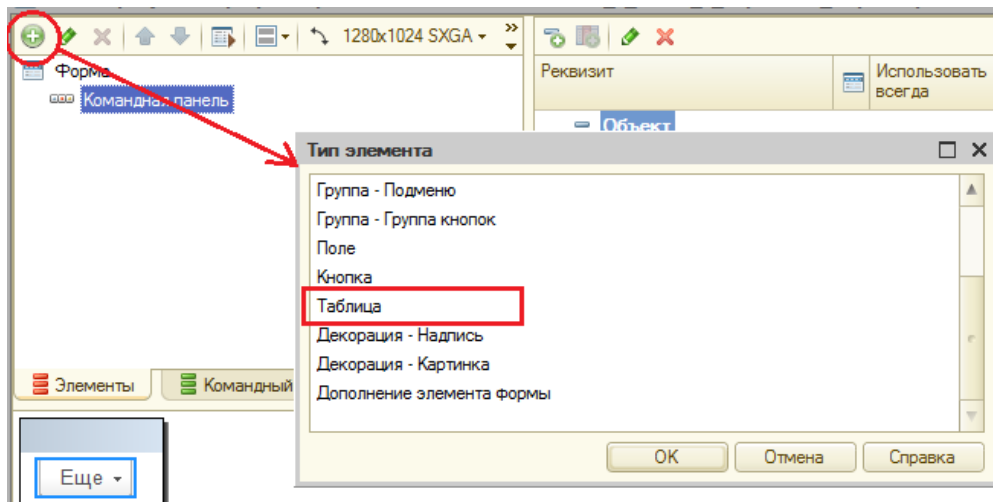 1280x1024 SXGA
Форма
Командная панель
Реквизит
Использовать
всегда
Объект
Тип элемента
Группа - Подменю
Группа - Группа кнопок
Поле
Кнопка
Таблица
Декорация - Надпись
Декорация - Картинка
Дополнение элемента формы
Элементы
Командный
OK
Отмена
Справка
Еще